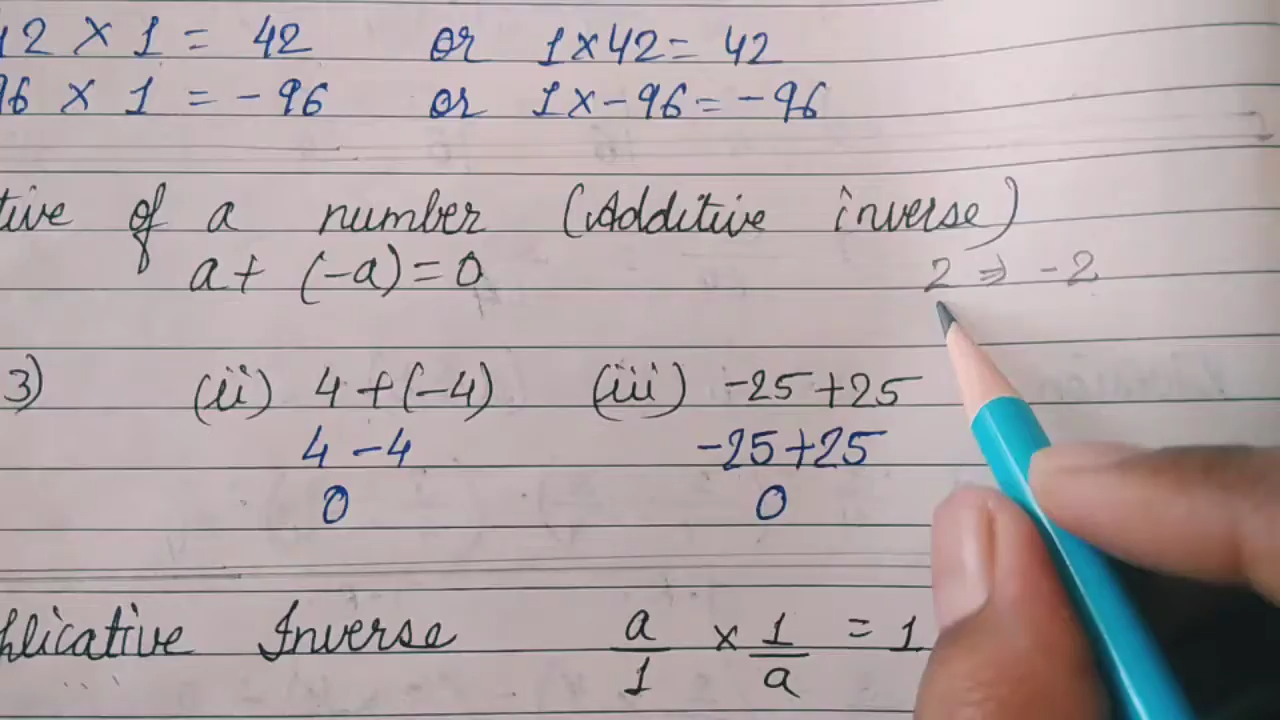 42 × 1 = 42 or 1×42 = 42
96 × 1 = -96 or 1×-96 = -96
tive of a number (Additive inverse)
a+ (-a) = 0 2 ⇒ -2
3) (ii) 4+(-4) (iii) -25+25
4-4 -25+25
0 0
plicative Inverse a/1 × 1/a = 1